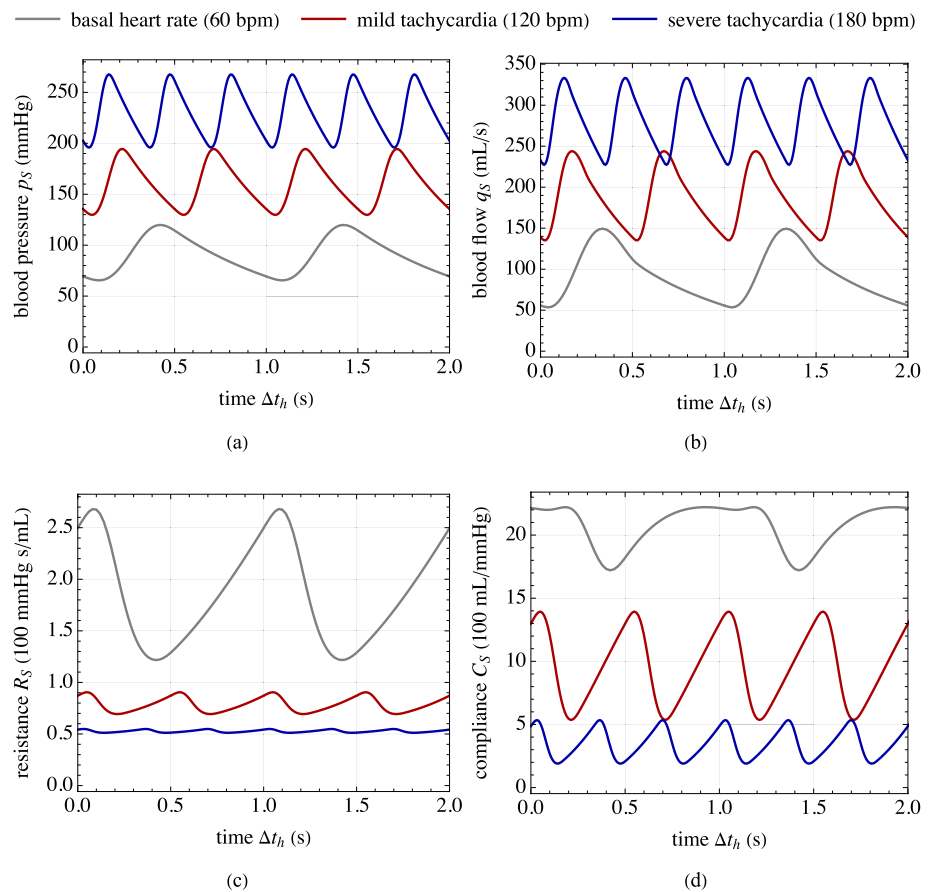 basal heart rate (60 bpm) mild tachycardia (120 bpm) severe tachycardia (180 bpm)
blood pressure p_S (mmHg)
250
200
150
100
50
0
0.0 0.5 1.0 1.5 2.0
time Δt_h (s)
(a)
blood flow q_S (mL/s)
350
300
250
200
150
100
50
0
0.0 0.5 1.0 1.5 2.0
time Δt_h (s)
(b)
resistance R_S (100 mmHg s/mL)
2.5
2.0
1.5
1.0
0.5
0.0
0.0 0.5 1.0 1.5 2.0
time Δt_h (s)
(c)
compliance C_S (100 mL/mmHg)
20
15
10
5
0
0.0 0.5 1.0 1.5 2.0
time Δt_h (s)
(d)